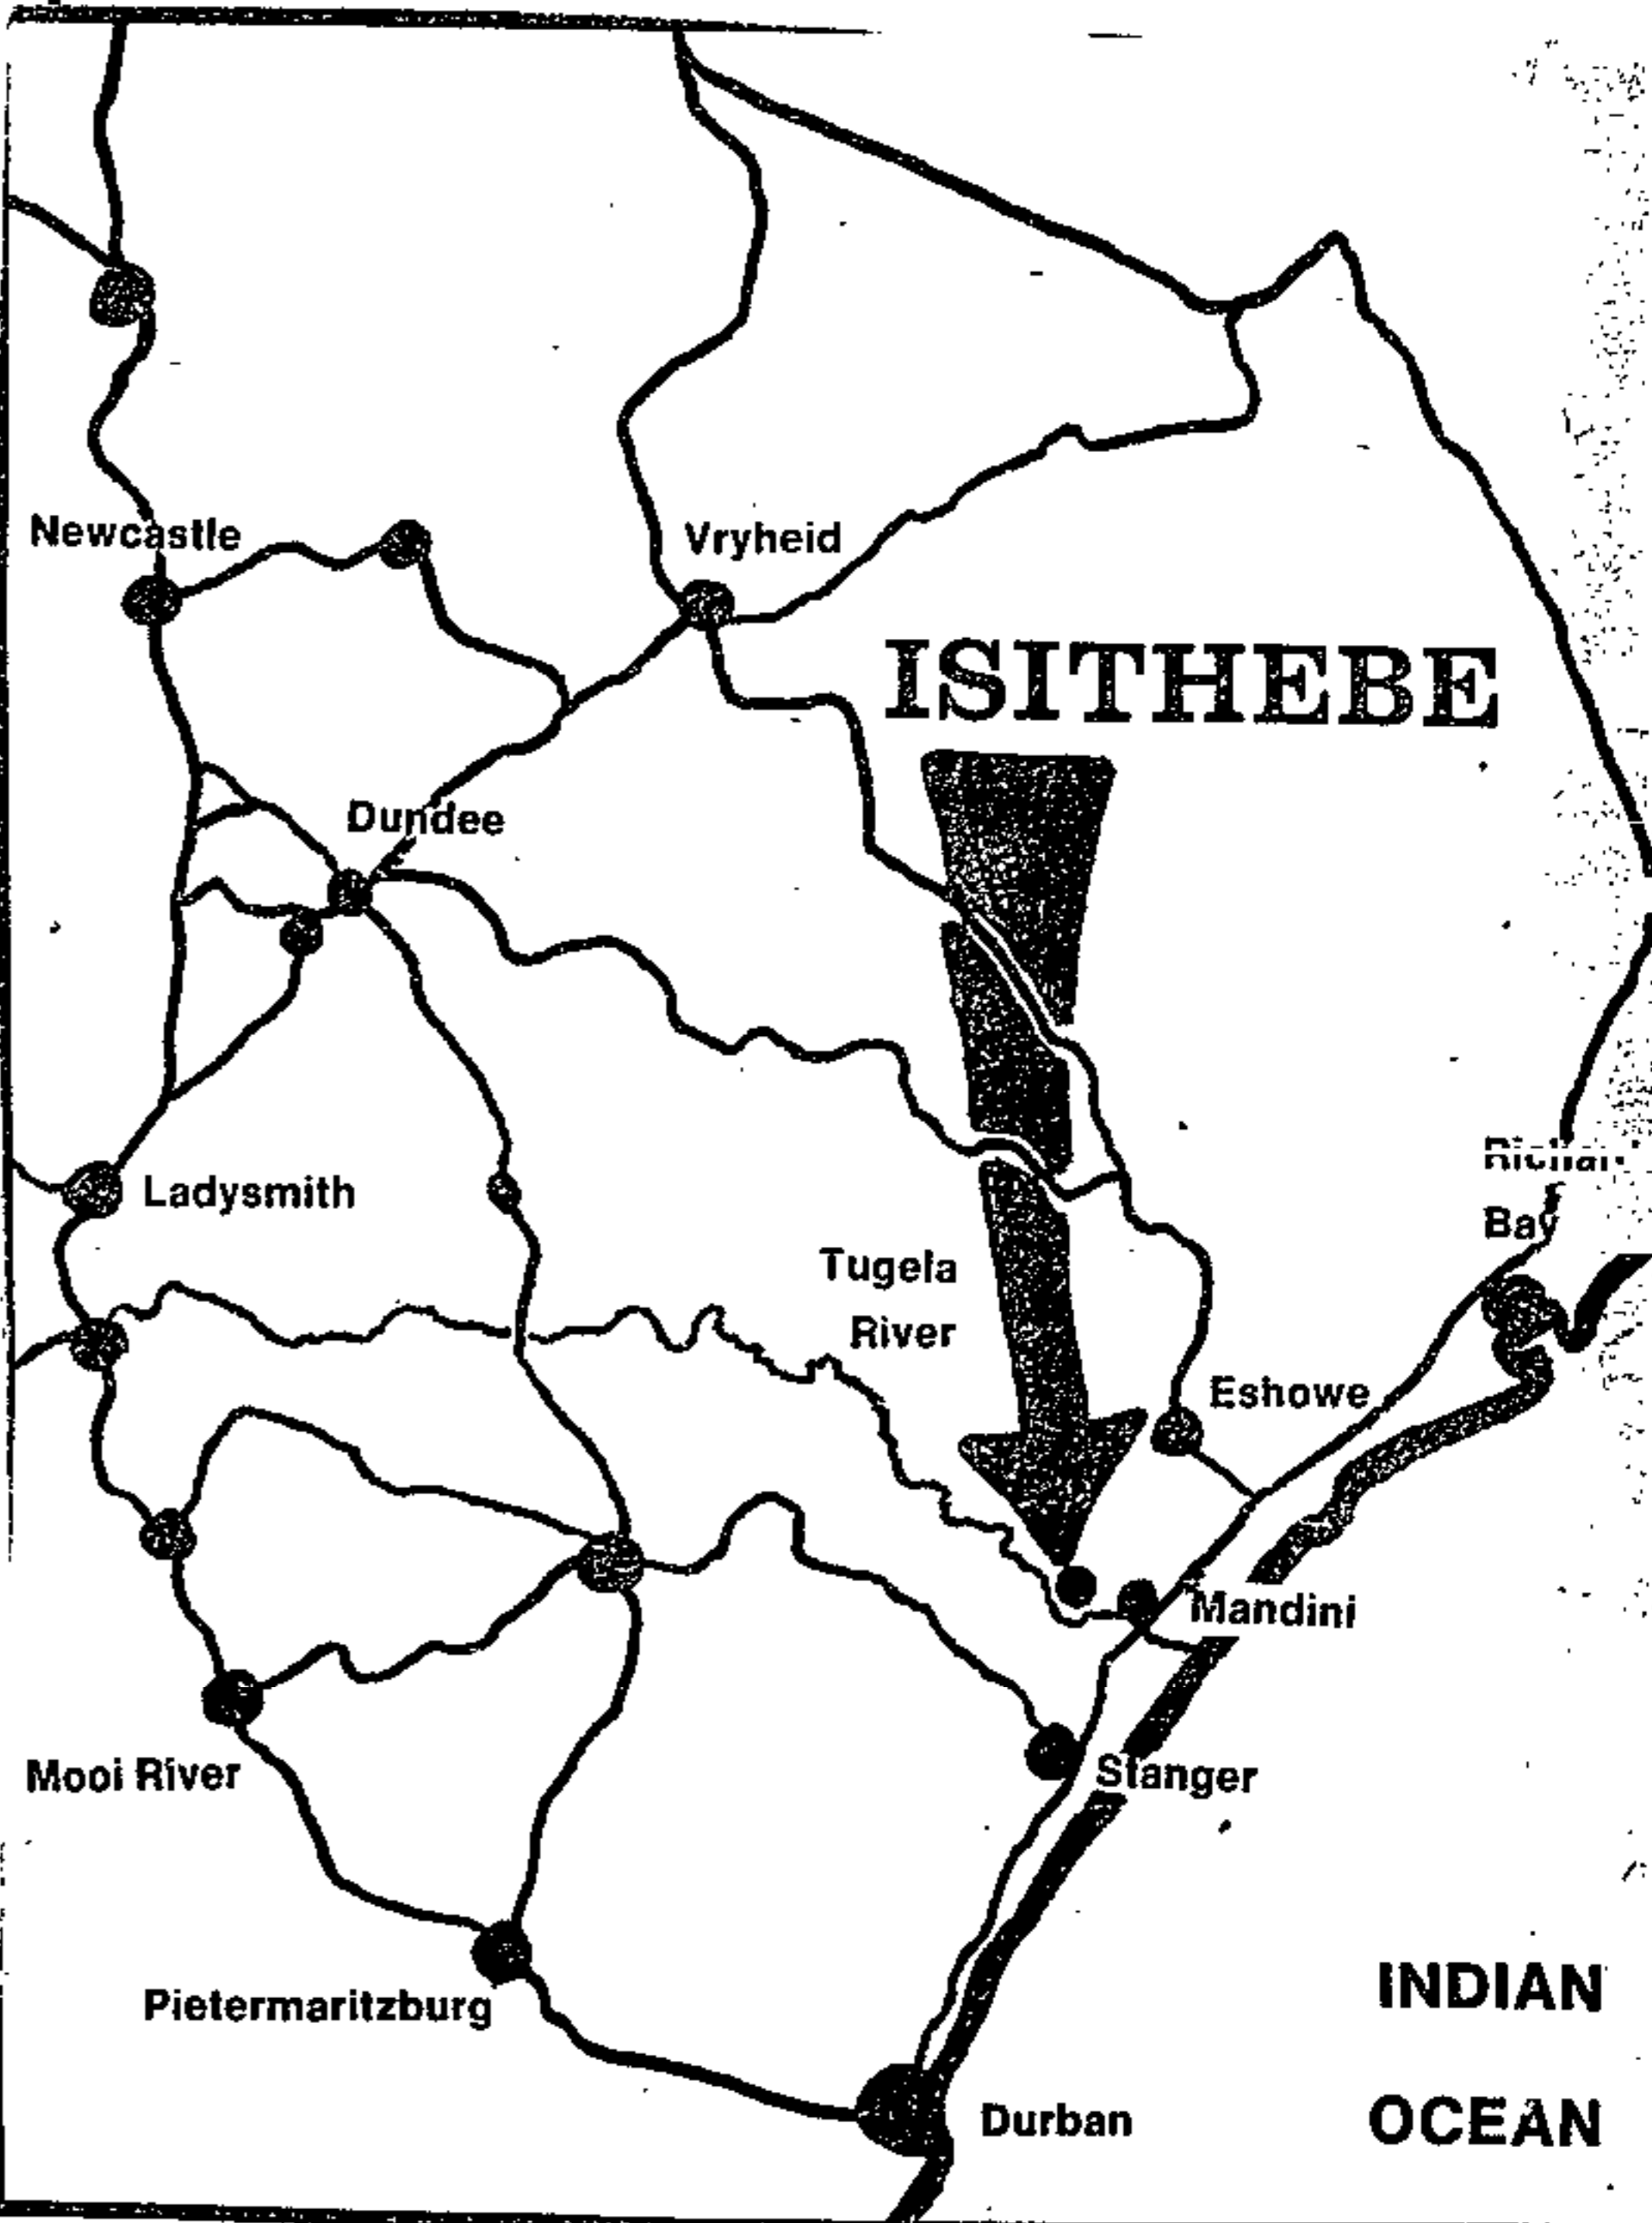 Newcastle
Vryheid
ISITHEBE
Dundee
Ladysmith
Bay
Tugela
River
Eshowe
Mandini
Mooi River
Stanger
Pietermaritzburg
INDIAN
Durban
OCEAN